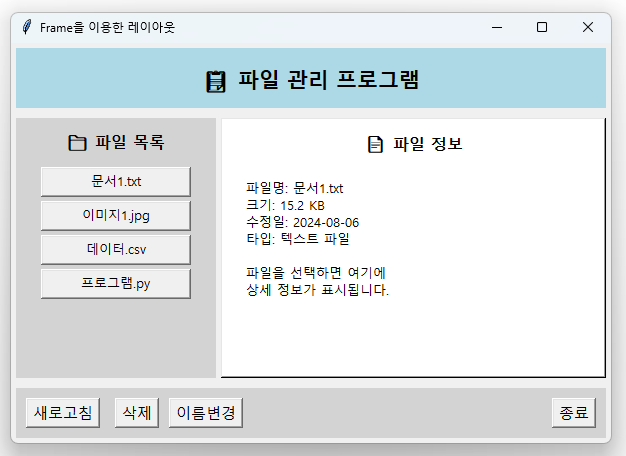 Frame을 이용한 레이아웃
파일 관리 프로그램
파일 목록
문서1.txt
이미지1.jpg
데이터.csv
프로그램.py
파일 정보
파일명: 문서1.txt
크기: 15.2 KB
수정일: 2024-08-06
타입: 텍스트 파일
파일을 선택하면 여기에
상세 정보가 표시됩니다.
새로고침 삭제 이름변경 종료